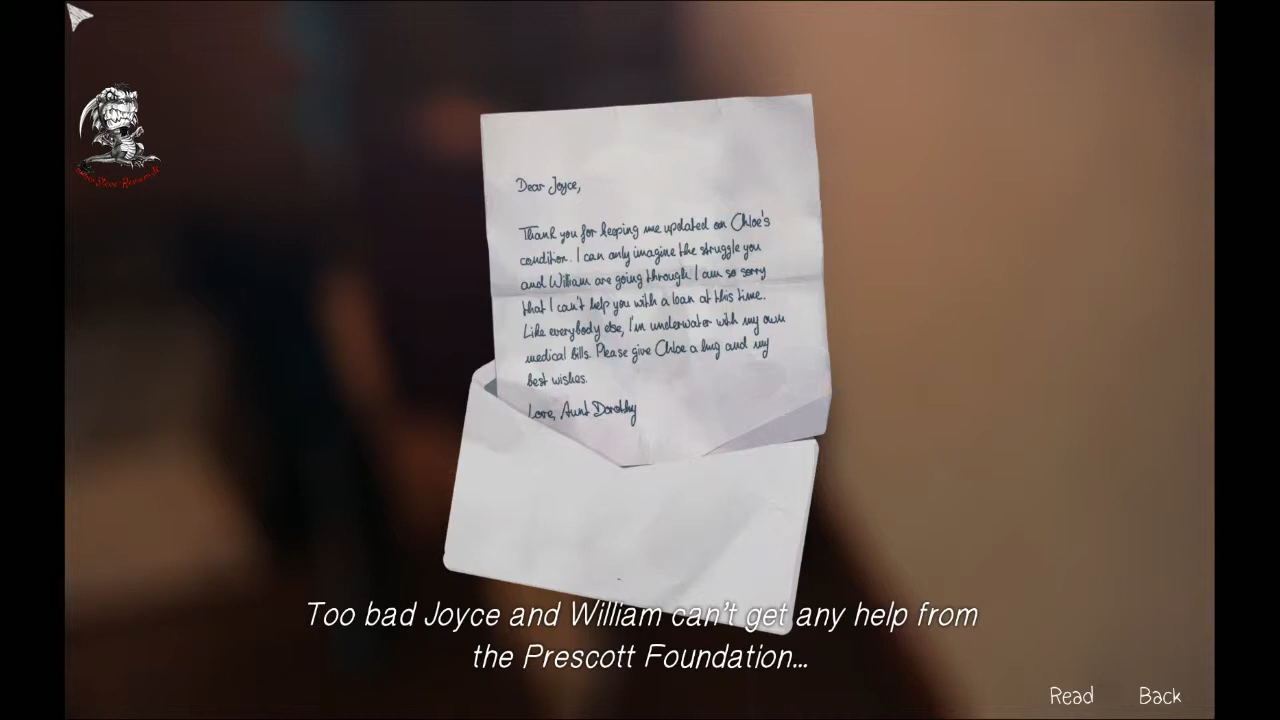 Dear Joyce,
Thank you for keeping me updated on Chloe's
condition. I can only imagine the struggle you
and William are going through. I am so sorry
that I can't help you with a loan at this time.
Like everybody else, I'm underwater with my own
medical bills. Please give Chloe a hug and my
best wishes.
Love, Aunt Dorothy
Too bad Joyce and William can't get any help from
the Prescott Foundation...
Read Back